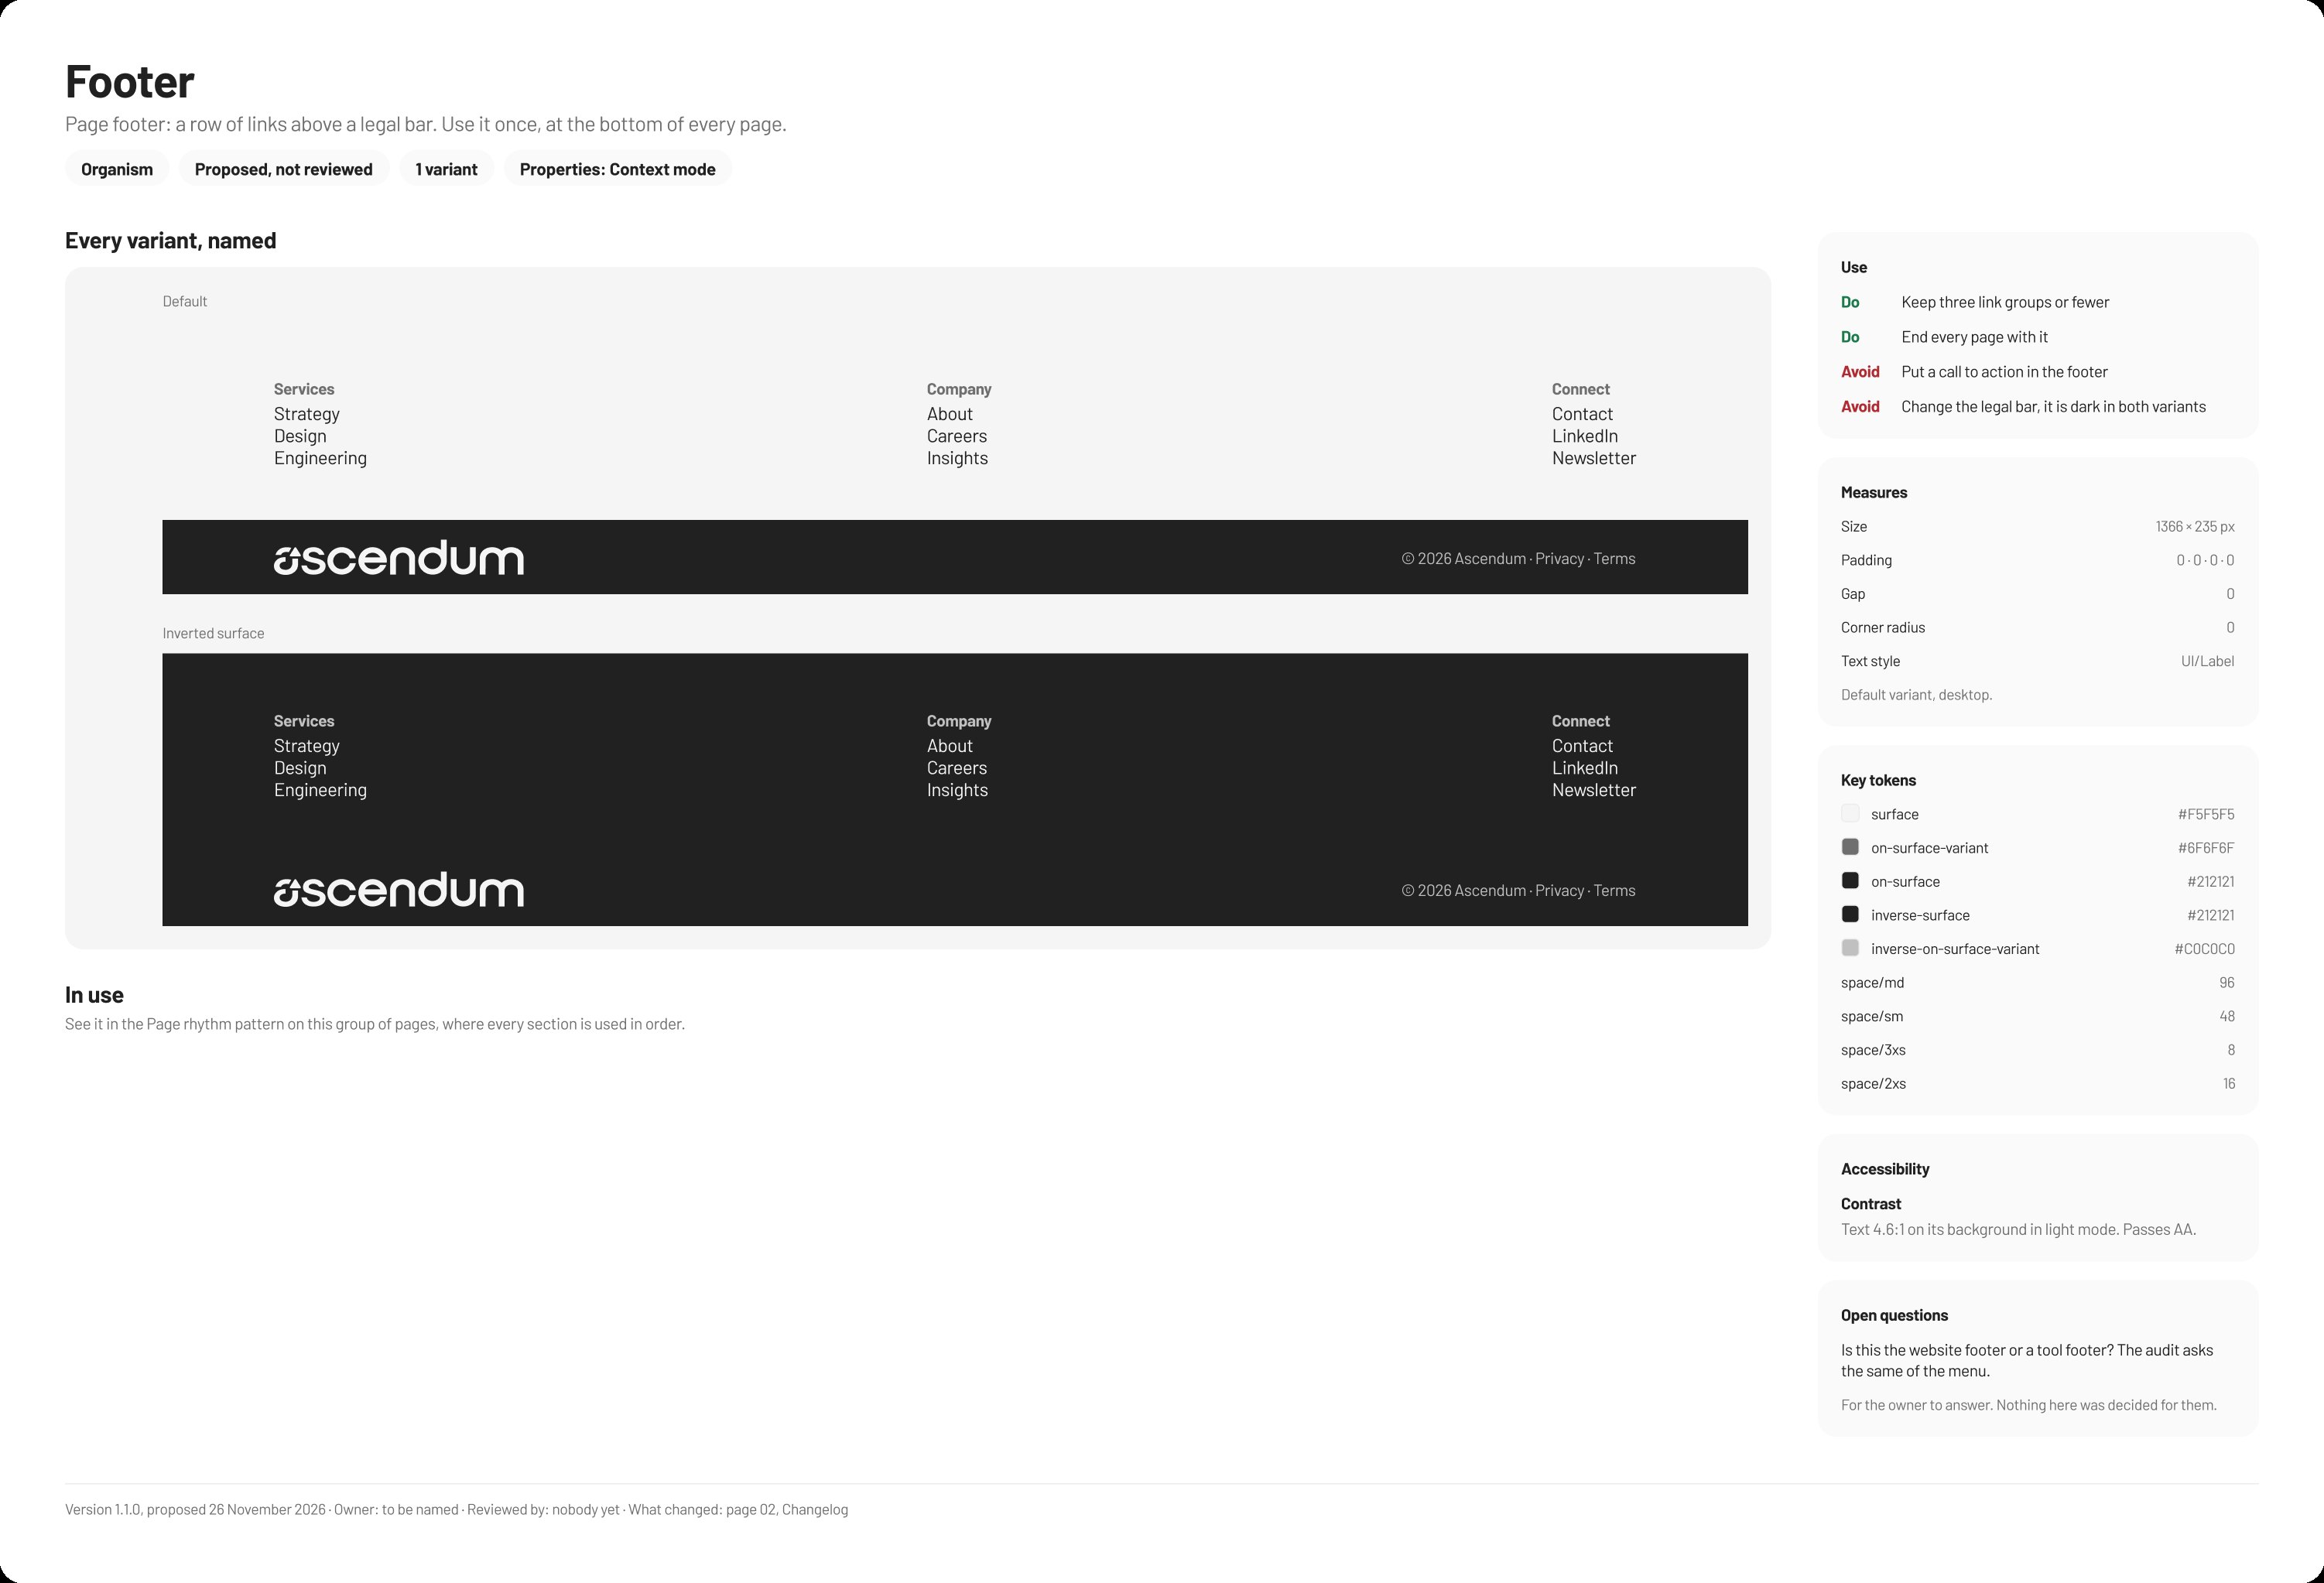 Footer
Page footer: a row of links above a legal bar. Use it once, at the bottom of every page.
Organism
Proposed, not reviewed
1 variant
Properties: Context mode
Every variant, named
Default
Services
Strategy
Design
Engineering
Company
About
Careers
Insights
Connect
Contact
LinkedIn
Newsletter
ascendum
© 2026 Ascendum · Privacy · Terms
Inverted surface
Services
Strategy
Design
Engineering
Company
About
Careers
Insights
Connect
Contact
LinkedIn
Newsletter
ascendum
© 2026 Ascendum · Privacy · Terms
In use
See it in the Page rhythm pattern on this group of pages, where every section is used in order.
Use
Do Keep three link groups or fewer
Do End every page with it
Avoid Put a call to action in the footer
Avoid Change the legal bar, it is dark in both variants
Measures
Size 1366 × 235 px
Padding 0 · 0 · 0 · 0
Gap 0
Corner radius 0
Text style UI/Label
Default variant, desktop.
Key tokens
surface #F5F5F5
on-surface-variant #6F6F6F
on-surface #212121
inverse-surface #212121
inverse-on-surface-variant #C0C0C0
space/md 96
space/sm 48
space/3xs 8
space/2xs 16
Accessibility
Contrast
Text 4.6:1 on its background in light mode. Passes AA.
Open questions
Is this the website footer or a tool footer? The audit asks
the same of the menu.
For the owner to answer. Nothing here was decided for them.
Version 1.1.0, proposed 26 November 2026 · Owner: to be named · Reviewed by: nobody yet · What changed: page 02, Changelog